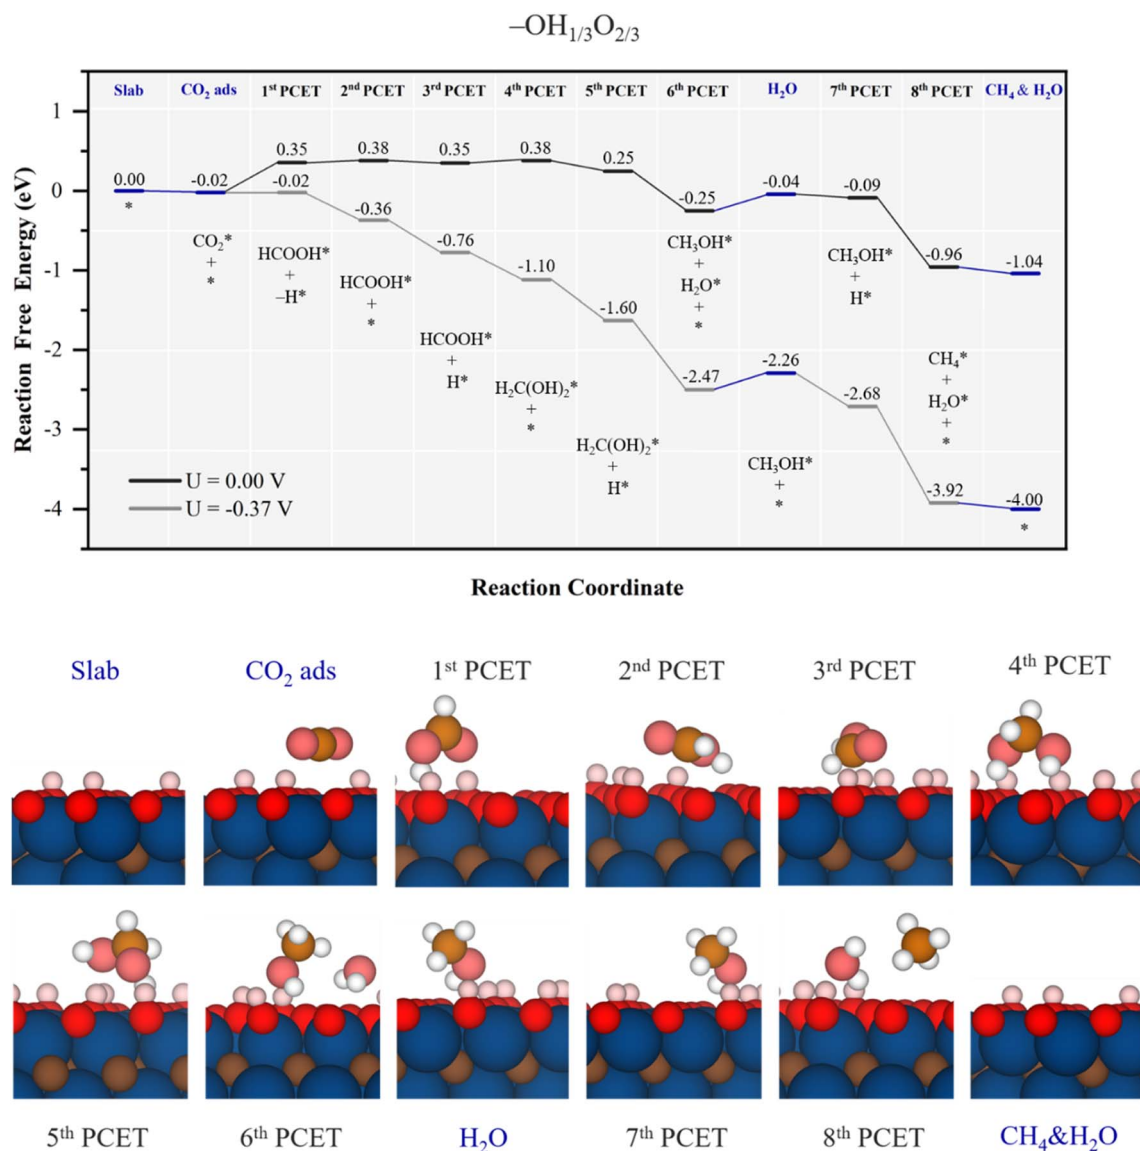 –OH1/3O2/3
Slab CO2 ads 1st PCET 2nd PCET 3rd PCET 4th PCET 5th PCET 6th PCET H2O 7th PCET 8th PCET CH4 & H2O
Reaction Free Energy (eV)
1
0
-1
-2
-3
-4
0.00 -0.02 0.35 0.38 0.35 0.38 0.25 -0.25 -0.04 -0.09 -0.96 -1.04
-0.02 -0.36 -0.76 -1.10 -1.60 -2.47 -2.26 -2.68 -3.92 -4.00
*
CO2*
+
*
HCOOH*
+
–H*
HCOOH*
+
*
HCOOH*
+
H*
H2C(OH)2*
+
*
H2C(OH)2*
+
H*
CH3OH*
+
H2O*
+
*
CH3OH*
+
*
CH3OH*
+
H*
CH4*
+
H2O*
+
*
*
U = 0.00 V
U = -0.37 V
Reaction Coordinate
Slab CO2 ads 1st PCET 2nd PCET 3rd PCET 4th PCET
5th PCET 6th PCET H2O 7th PCET 8th PCET CH4&H2O